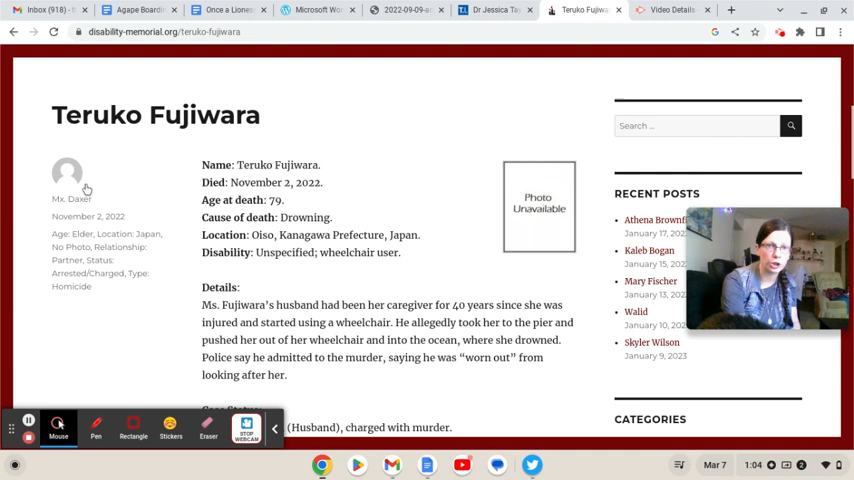 Inbox (918) - t
Agape Boardin
Once a Liones
Microsoft Wo
2022-09-09-a
Dr Jessica Ta
Teruko Fujiwa
Video Details
disability-memorial.org/teruko-fujiwara
Teruko Fujiwara
Mx. Daxer
November 2, 2022
Age: Elder, Location: Japan,
No Photo, Relationship:
Partner, Status:
Arrested/Charged, Type:
Homicide
Name: Teruko Fujiwara.
Died: November 2, 2022.
Age at death: 79.
Cause of death: Drowning.
Location: Oiso, Kanagawa Prefecture, Japan.
Disability: Unspecified; wheelchair user.
Details:
Ms. Fujiwara's husband had been her caregiver for 40 years since she was
injured and started using a wheelchair. He allegedly took her to the pier and
pushed her out of her wheelchair and into the ocean, where she drowned.
Police say he admitted to the murder, saying he was "worn out" from
looking after her.
(Husband), charged with murder.
Photo
Unavailable
Search …
RECENT POSTS
Athena Brownf
January 17, 202
Kaleb Bogan
January 15, 202
Mary Fischer
January 13, 202
Walid
January 10, 202
Skyler Wilson
January 9, 2023
CATEGORIES
Mouse
Pen
Rectangle
Stickers
Eraser
STOP
WEBCAM
Mar 7
1:04
2